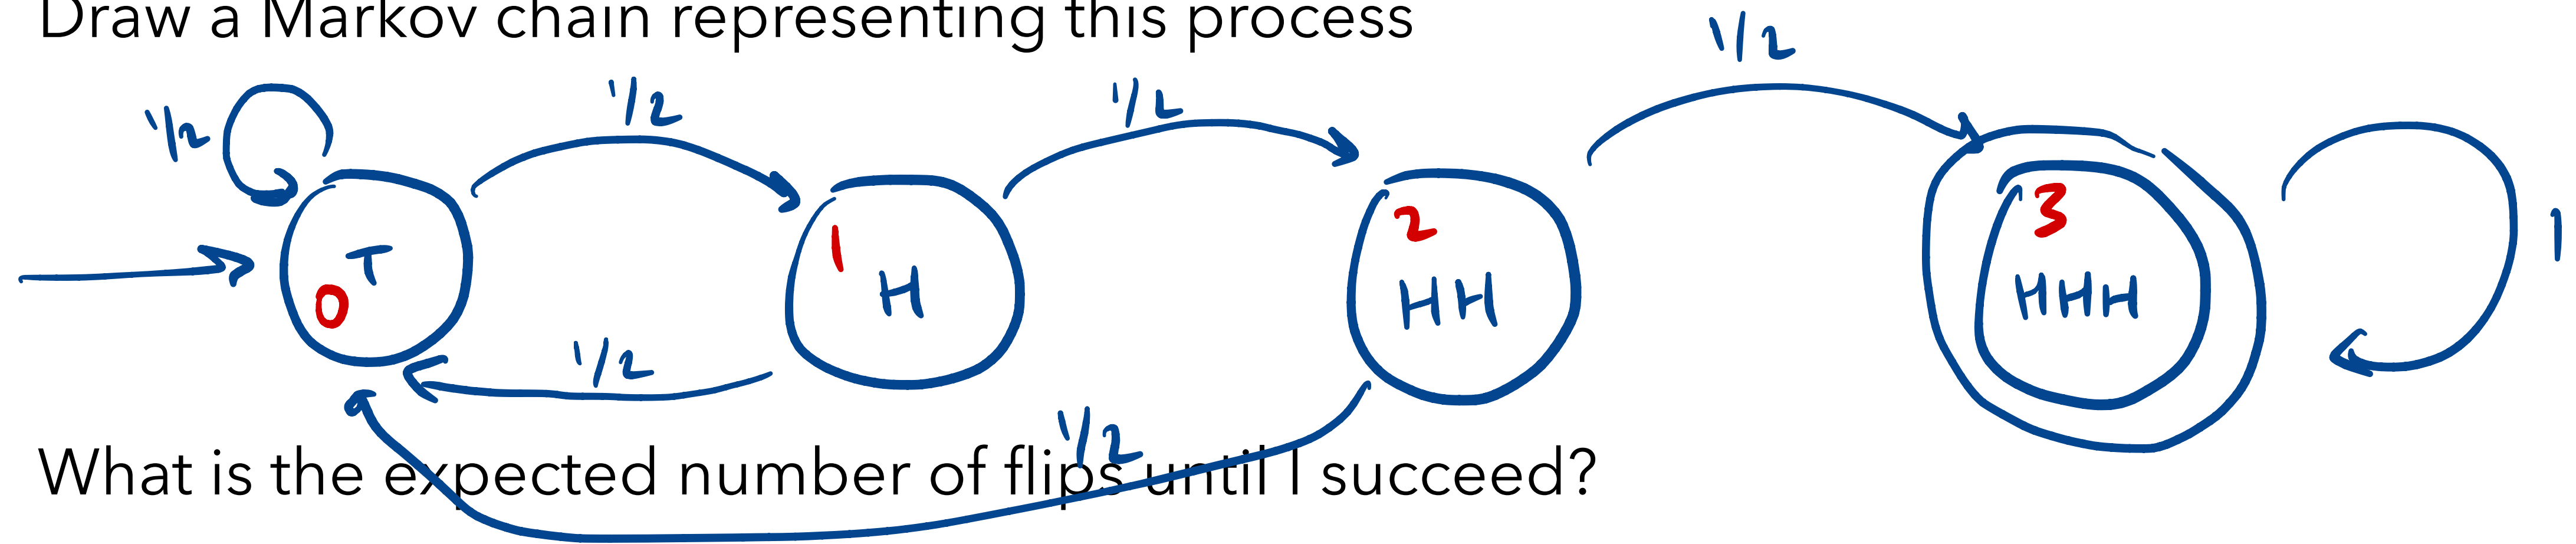 Draw a Markov chain representing this process
1/2
1/2
1/2
1/2
T
0
1
H
2
HH
3
HHH
1
1/2
1/2
What is the expected number of flips until I succeed?